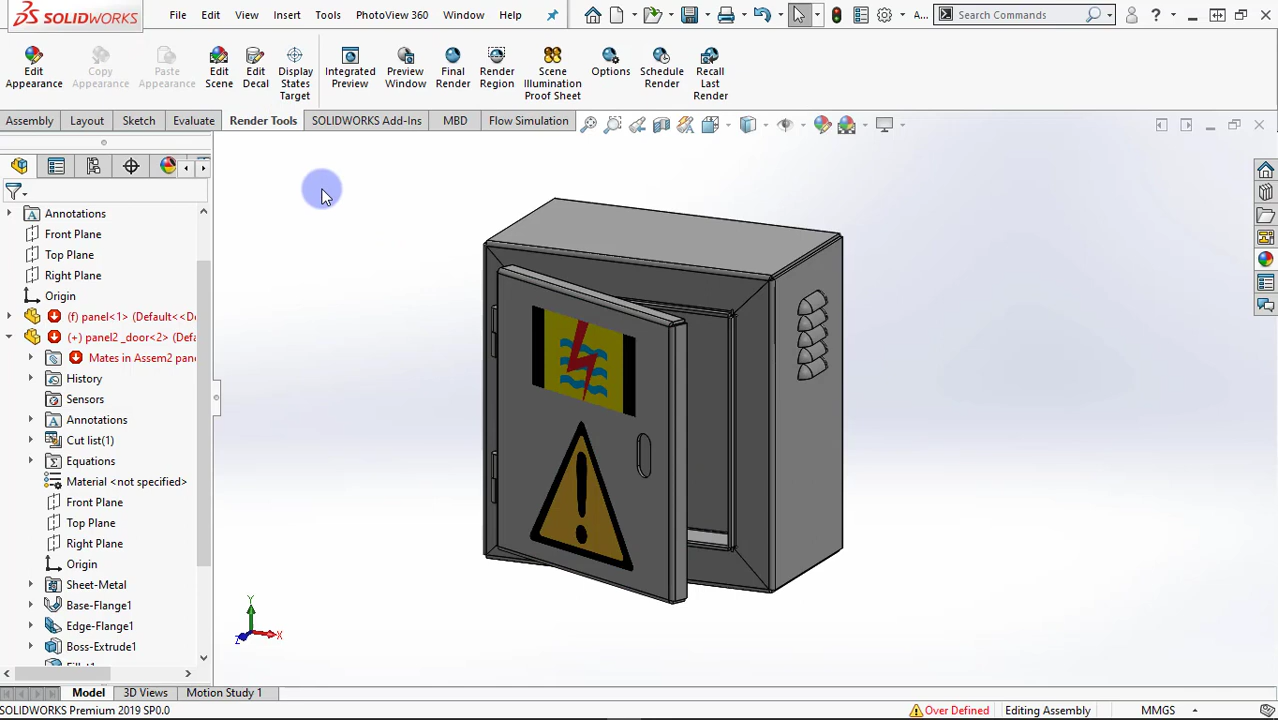 SOLIDWORKS File Edit View Insert Tools PhotoView 360 Window Help A... Search Commands ?
Edit Appearance
Copy Appearance
Paste Appearance
Edit Scene
Edit Decal
Display States Target
Integrated Preview
Preview Window
Final Render
Render Region
Scene Illumination Proof Sheet
Options
Schedule Render
Recall Last Render
Assembly Layout Sketch Evaluate Render Tools SOLIDWORKS Add-Ins MBD Flow Simulation
Annotations
Front Plane
Top Plane
Right Plane
Origin
(f) panel<1> (Default<<D
(+) panel2 _door<2> (Defa
Mates in Assem2 pane
History
Sensors
Annotations
Cut list(1)
Equations
Material <not specified>
Front Plane
Top Plane
Right Plane
Origin
Sheet-Metal
Base-Flange1
Edge-Flange1
Boss-Extrude1
Y
Z X
Model 3D Views Motion Study 1
SOLIDWORKS Premium 2019 SP0.0 Over Defined Editing Assembly MMGS